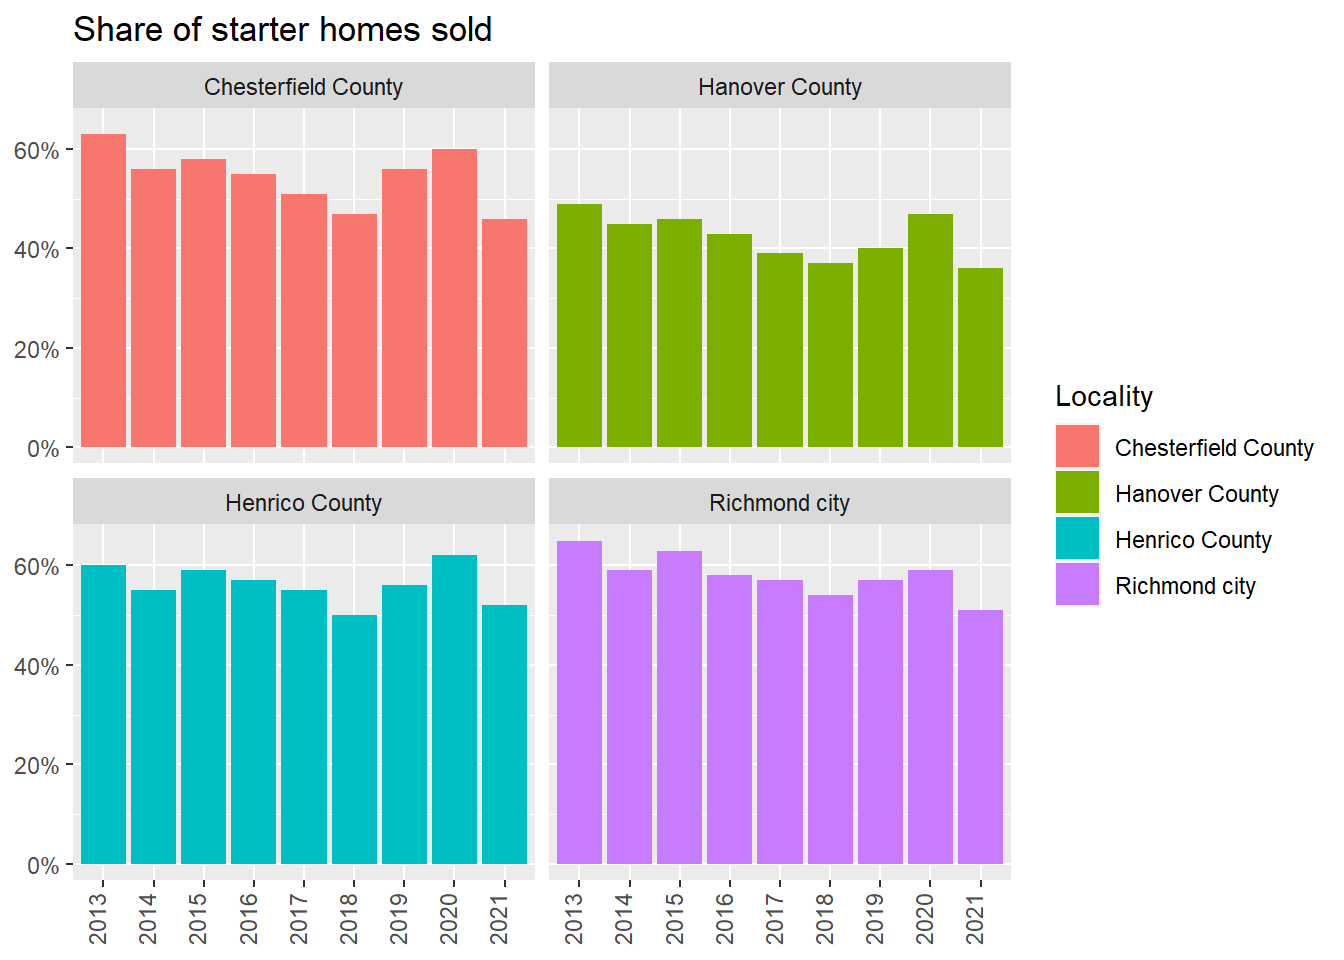 Share of starter homes sold
Chesterfield County
Hanover County
60%
40%
20%
0%
Henrico County
Richmond city
60%
40%
20%
0%
2013 2014 2015 2016 2017 2018 2019 2020 2021
2013 2014 2015 2016 2017 2018 2019 2020 2021
Locality
Chesterfield County
Hanover County
Henrico County
Richmond city